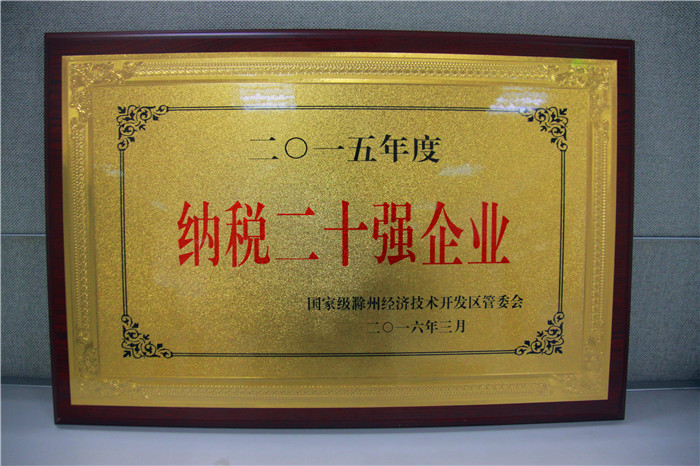 二〇一五年度
纳税二十强企业
国家级滁州经济技术开发区管委会
二〇一六年三月